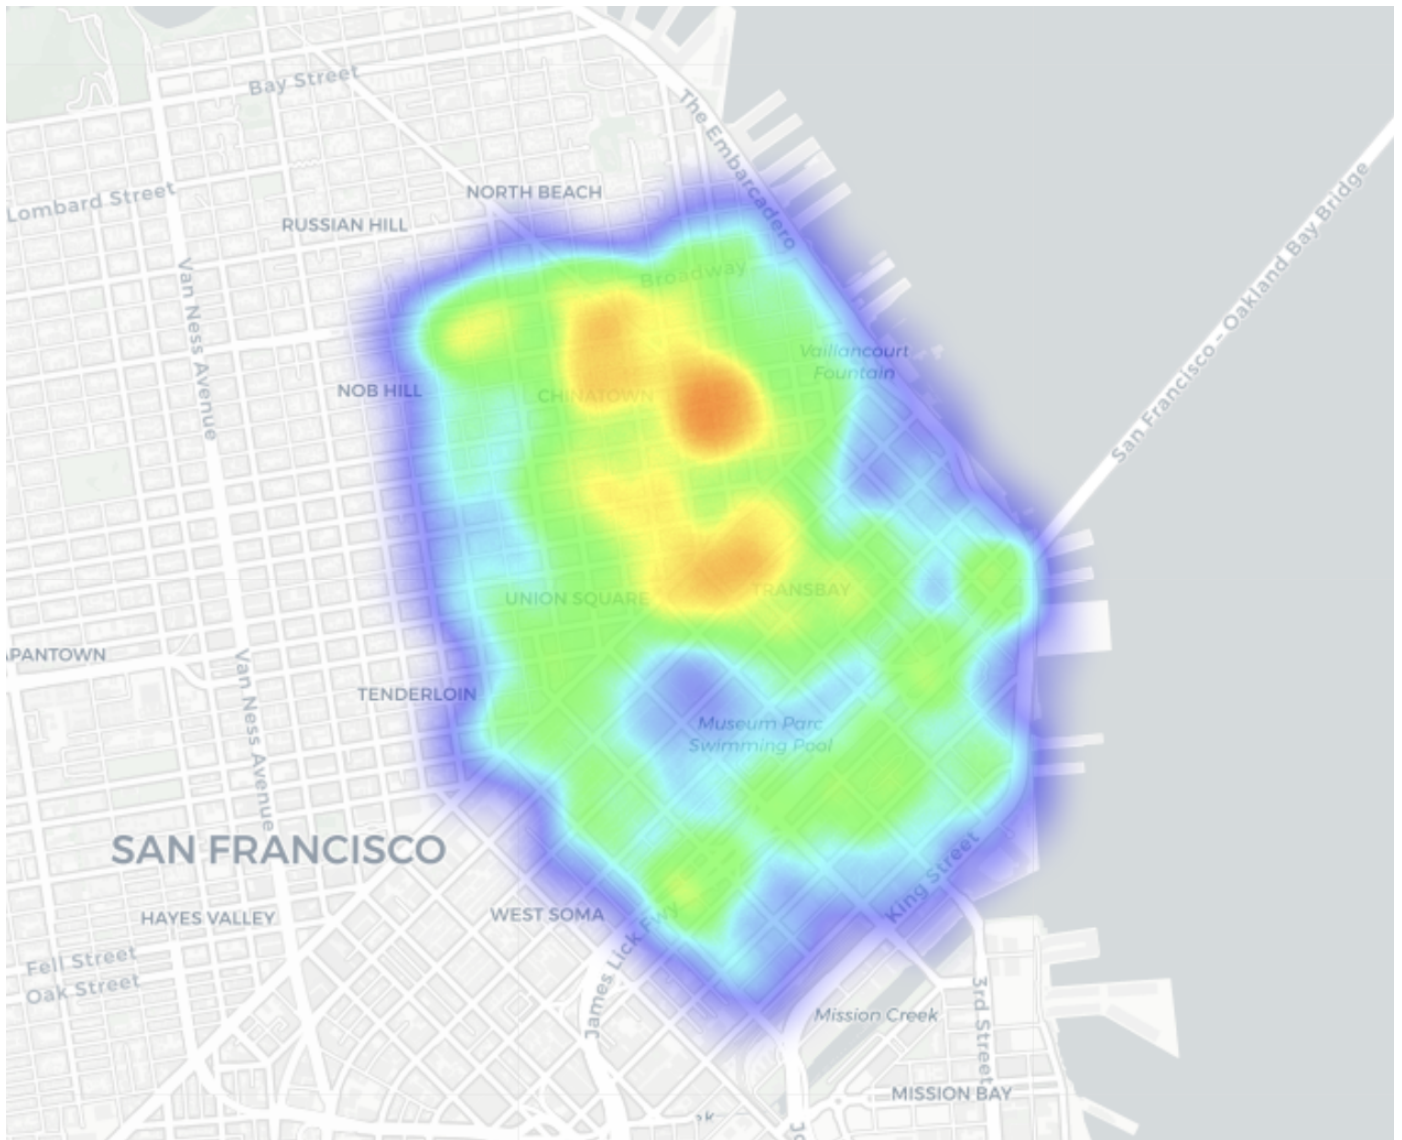 Bay Street
The Embarcadero
Lombard Street
NORTH BEACH
RUSSIAN HILL
San Francisco - Oakland Bay Bridge
Van Ness Avenue
Broadway
Vaillancourt
Fountain
NOB HILL
CHINATOWN
UNION SQUARE
TRANSBAY
APANTOWN
Van Ness Avenue
TENDERLOIN
Museum Parc
Swimming Pool
SAN FRANCISCO
King Street
HAYES VALLEY
WEST SOMA
James Lick Fwy
Fell Street
Oak Street
Mission Creek
3rd Street
MISSION BAY